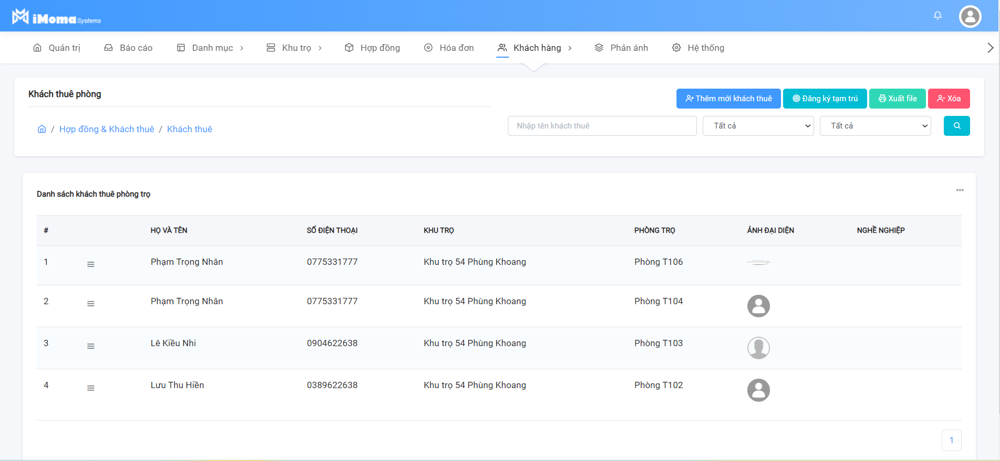 iMoma Systems
Quản trị Báo cáo Danh mục Khu trọ Hợp đồng Hóa đơn Khách hàng Phản ánh Hệ thống
Khách thuê phòng
Thêm mới khách thuê Đăng ký tạm trú Xuất file Xóa
/ Hợp đồng & Khách thuê / Khách thuê
Nhập tên khách thuê Tất cả Tất cả
Danh sách khách thuê phòng trọ
# HỌ VÀ TÊN SỐ ĐIỆN THOẠI KHU TRỌ PHÒNG TRỌ ẢNH ĐẠI DIỆN NGHỀ NGHIỆP
1 Phạm Trọng Nhân 0775331777 Khu trọ 54 Phùng Khoang Phòng T106
2 Phạm Trọng Nhân 0775331777 Khu trọ 54 Phùng Khoang Phòng T104
3 Lê Kiều Nhi 0904622638 Khu trọ 54 Phùng Khoang Phòng T103
4 Lưu Thu Hiền 0389622638 Khu trọ 54 Phùng Khoang Phòng T102
1